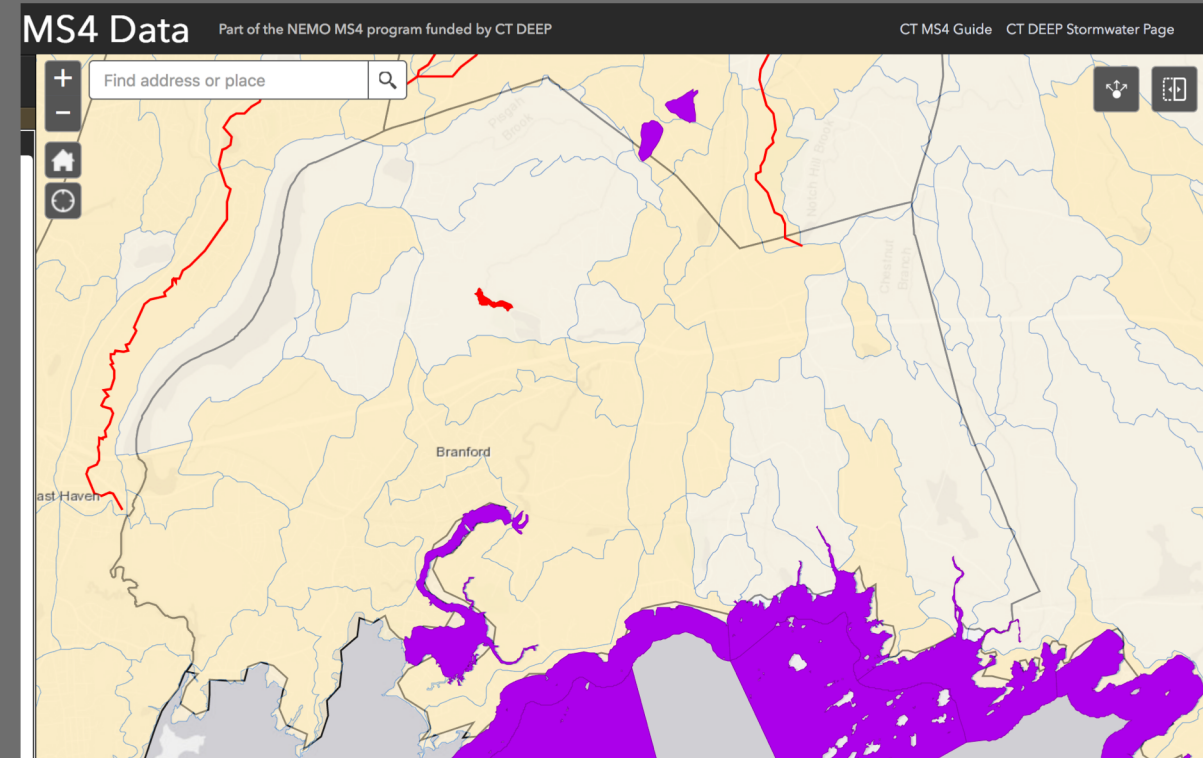 MS4 Data
Part of the NEMO MS4 program funded by CT DEEP
CT MS4 Guide
CT DEEP Stormwater Page
+
Find address or place
−
Pisgah
Brook
Notch Hill Brook
Chestnut
Branch
Branford
ast Haven